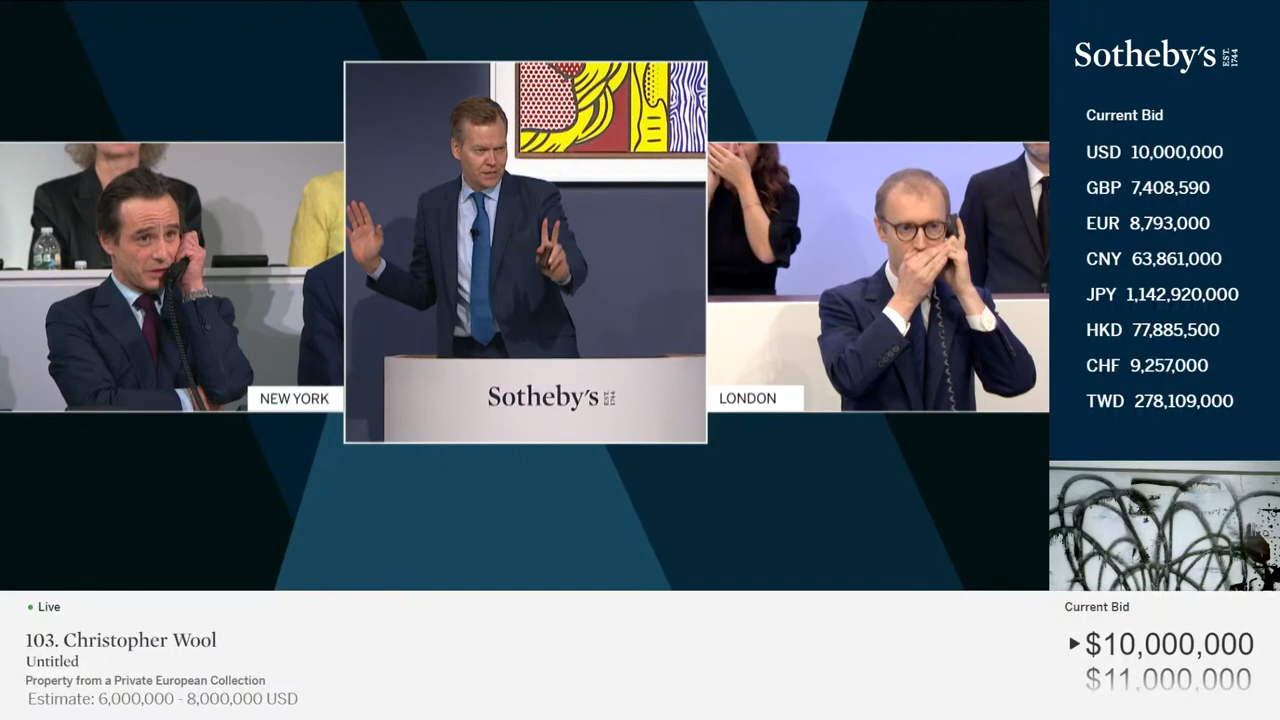 Sotheby's EST. 1744
Current Bid
USD 10,000,000
GBP 7,408,590
EUR 8,793,000
CNY 63,861,000
JPY 1,142,920,000
HKD 77,885,500
CHF 9,257,000
TWD 278,109,000
NEW YORK
Sotheby's EST. 1744
LONDON
Live
103. Christopher Wool
Untitled
Property from a Private European Collection
Estimate: 6,000,000 - 8,000,000 USD
Current Bid
$10,000,000
$11,000,000